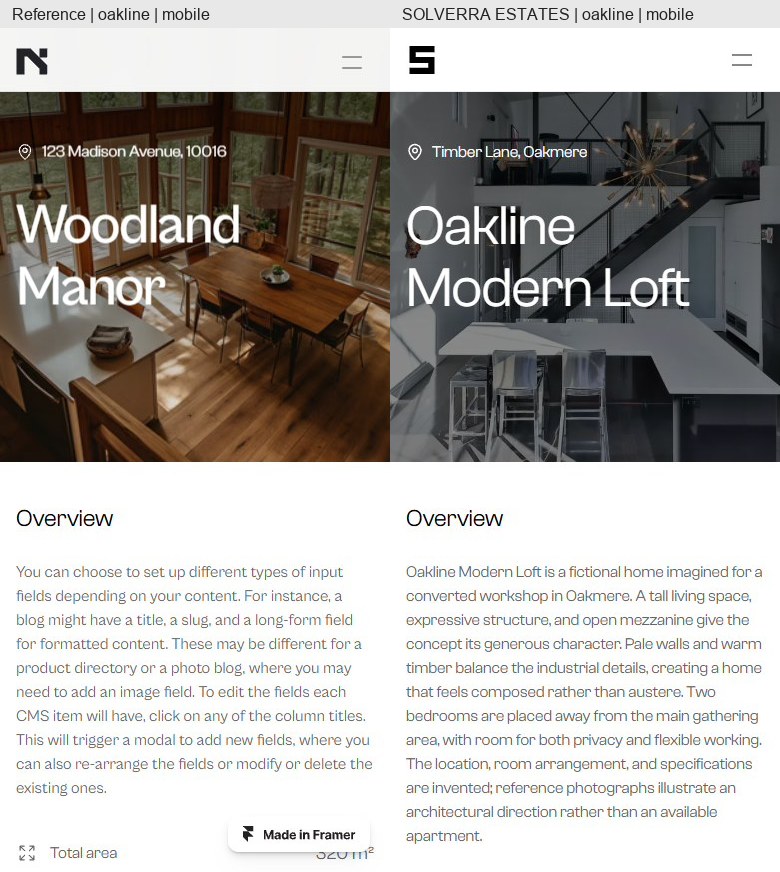 Reference | oakline | mobile
SOLVERRA ESTATES | oakline | mobile
123 Madison Avenue, 10016
Woodland
Manor
Overview
You can choose to set up different types of input
fields depending on your content. For instance, a
blog might have a title, a slug, and a long-form field
for formatted content. These may be different for a
product directory or a photo blog, where you may
need to add an image field. To edit the fields each
CMS item will have, click on any of the column titles.
This will trigger a modal to add new fields, where you
can also re-arrange the fields or modify or delete the
existing ones.
Total area
320 m²
Made in Framer
Timber Lane, Oakmere
Oakline
Modern Loft
Overview
Oakline Modern Loft is a fictional home imagined for a
converted workshop in Oakmere. A tall living space,
expressive structure, and open mezzanine give the
concept its generous character. Pale walls and warm
timber balance the industrial details, creating a home
that feels composed rather than austere. Two
bedrooms are placed away from the main gathering
area, with room for both privacy and flexible working.
The location, room arrangement, and specifications
are invented; reference photographs illustrate an
architectural direction rather than an available
apartment.